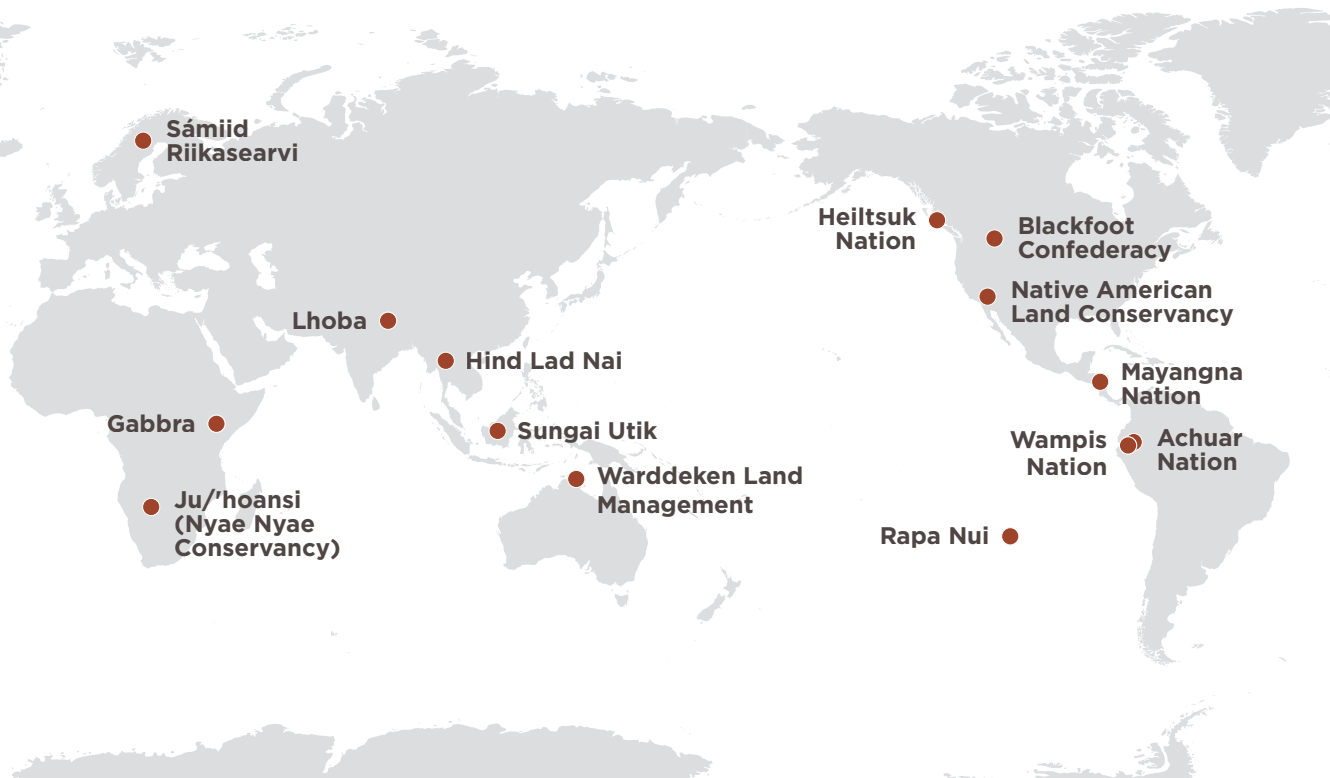 Sámiid
Riikasearvi
Heiltsuk
Nation
Blackfoot
Confederacy
Native American
Land Conservancy
Lhoba
Hind Lad Nai
Mayangna
Nation
Gabbra
Sungai Utik
Wampis
Nation
Achuar
Nation
Warddeken Land
Management
Ju/'hoansi
(Nyae Nyae
Conservancy)
Rapa Nui